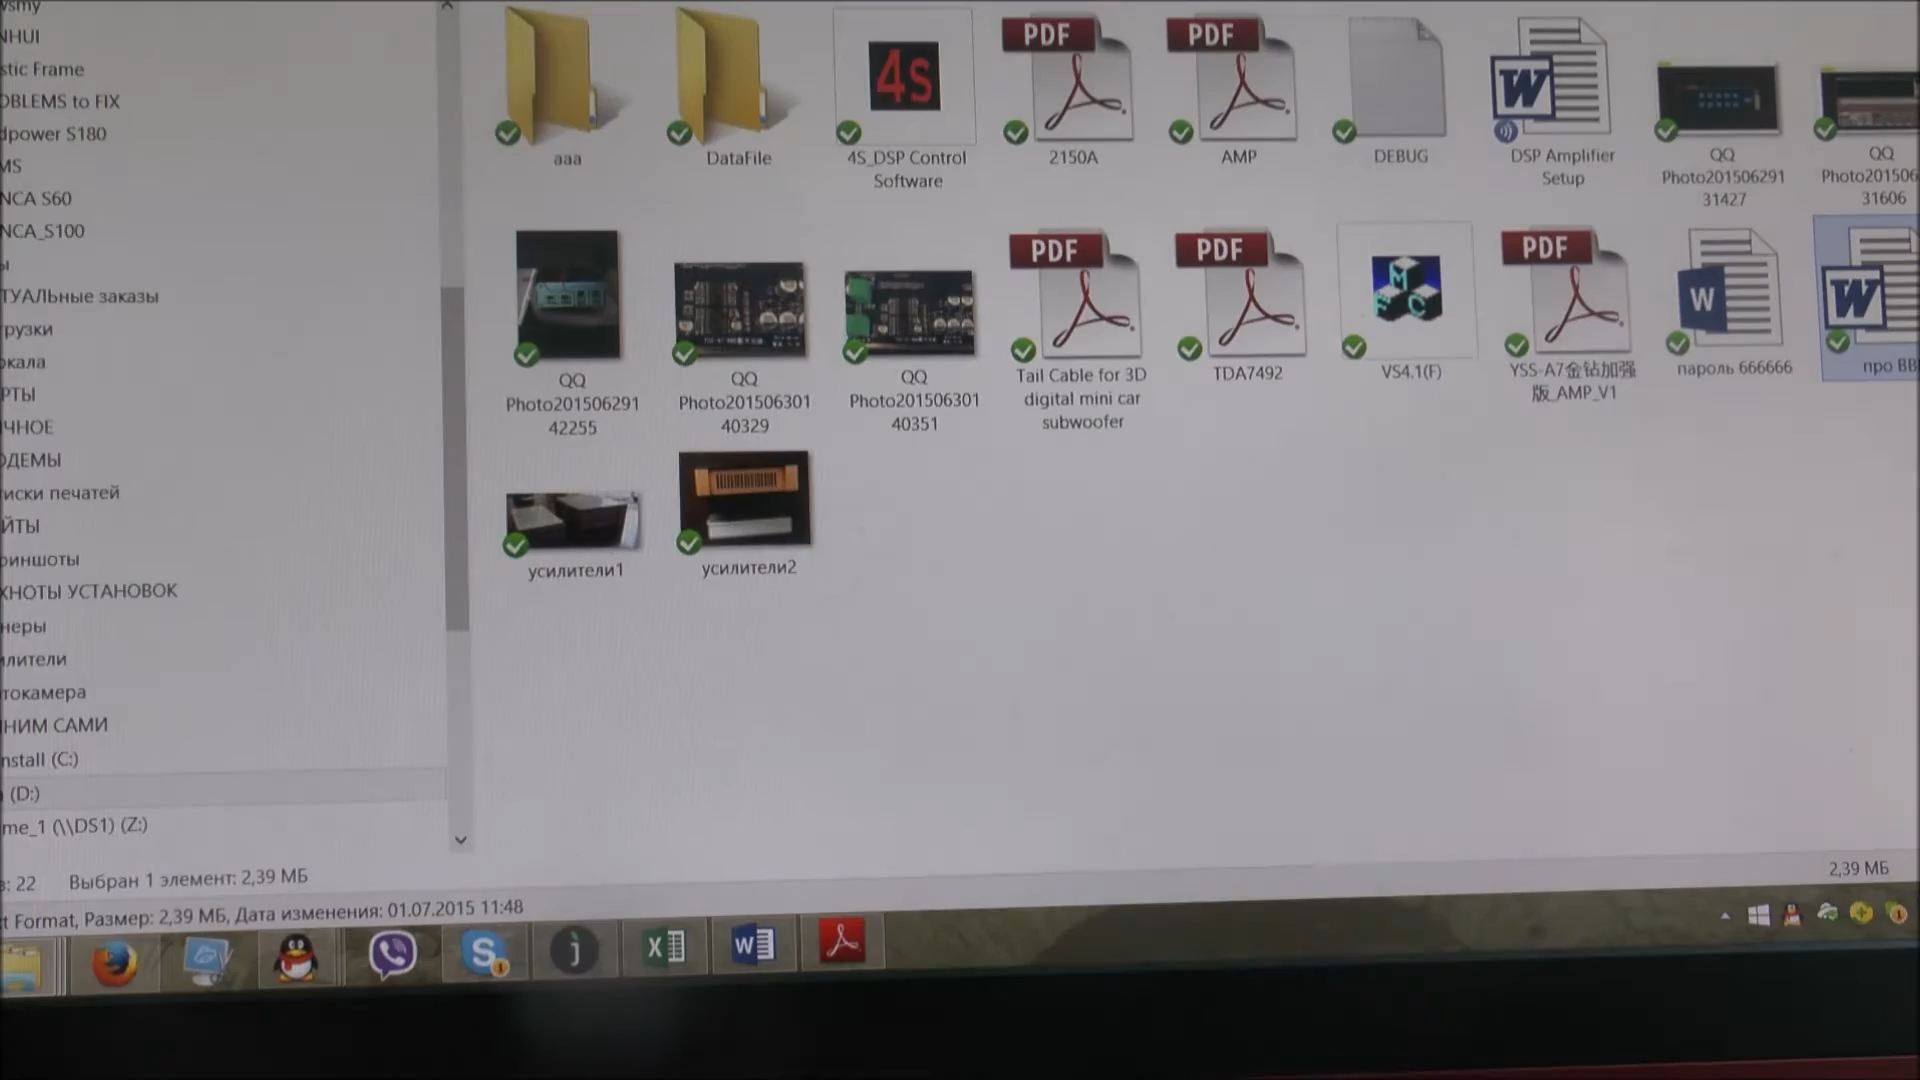 wsmy
NHUI
stic Frame
OBLEMS to FIX
dpower S180
MS
NCA S60
NCA_S100
ы
ТУАЛЬные заказы
грузки
ркала
РТЫ
ЧНОЕ
ОДЕМЫ
иски печатей
ЙТЫ
риншоты
ХНОТЫ УСТАНОВОК
неры
илители
токамера
НИМ САМИ
nstall (C:)
(D:)
me_1 (\\DS1) (Z:)
PDF
PDF
4s
W
aaa
DataFile
4S_DSP Control
Software
2150A
AMP
DEBUG
DSP Amplifier
Setup
QQ
Photo201506291
31427
QQ
Photo201506
31606
PDF
PDF
M
F C
PDF
W
W
QQ
Photo201506291
42255
QQ
Photo201506301
40329
QQ
Photo201506301
40351
Tail Cable for 3D
digital mini car
subwoofer
TDA7492
VS4.1(F)
YSS-A7金钻加强
版_AMP_V1
пароль 666666
про BB
усилители1
усилители2
в: 22
Выбран 1 элемент: 2,39 МБ
2,39 МБ
t Format, Размер: 2,39 МБ, Дата изменения: 01.07.2015 11:48
S
j
X
W